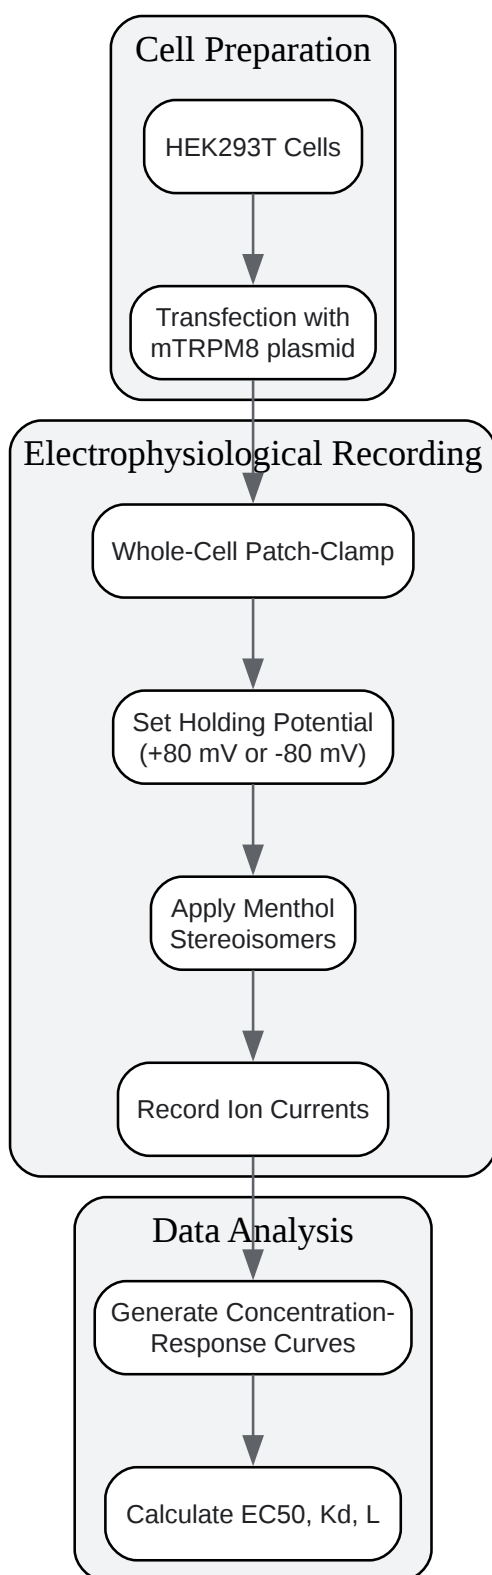 Cell Preparation
HEK293T Cells
Transfection with
mTRPM8 plasmid
Electrophysiological Recording
Whole-Cell Patch-Clamp
Set Holding Potential
(+80 mV or -80 mV)
Apply Menthol
Stereoisomers
Record Ion Currents
Data Analysis
Generate Concentration-
Response Curves
Calculate EC50, Kd, L